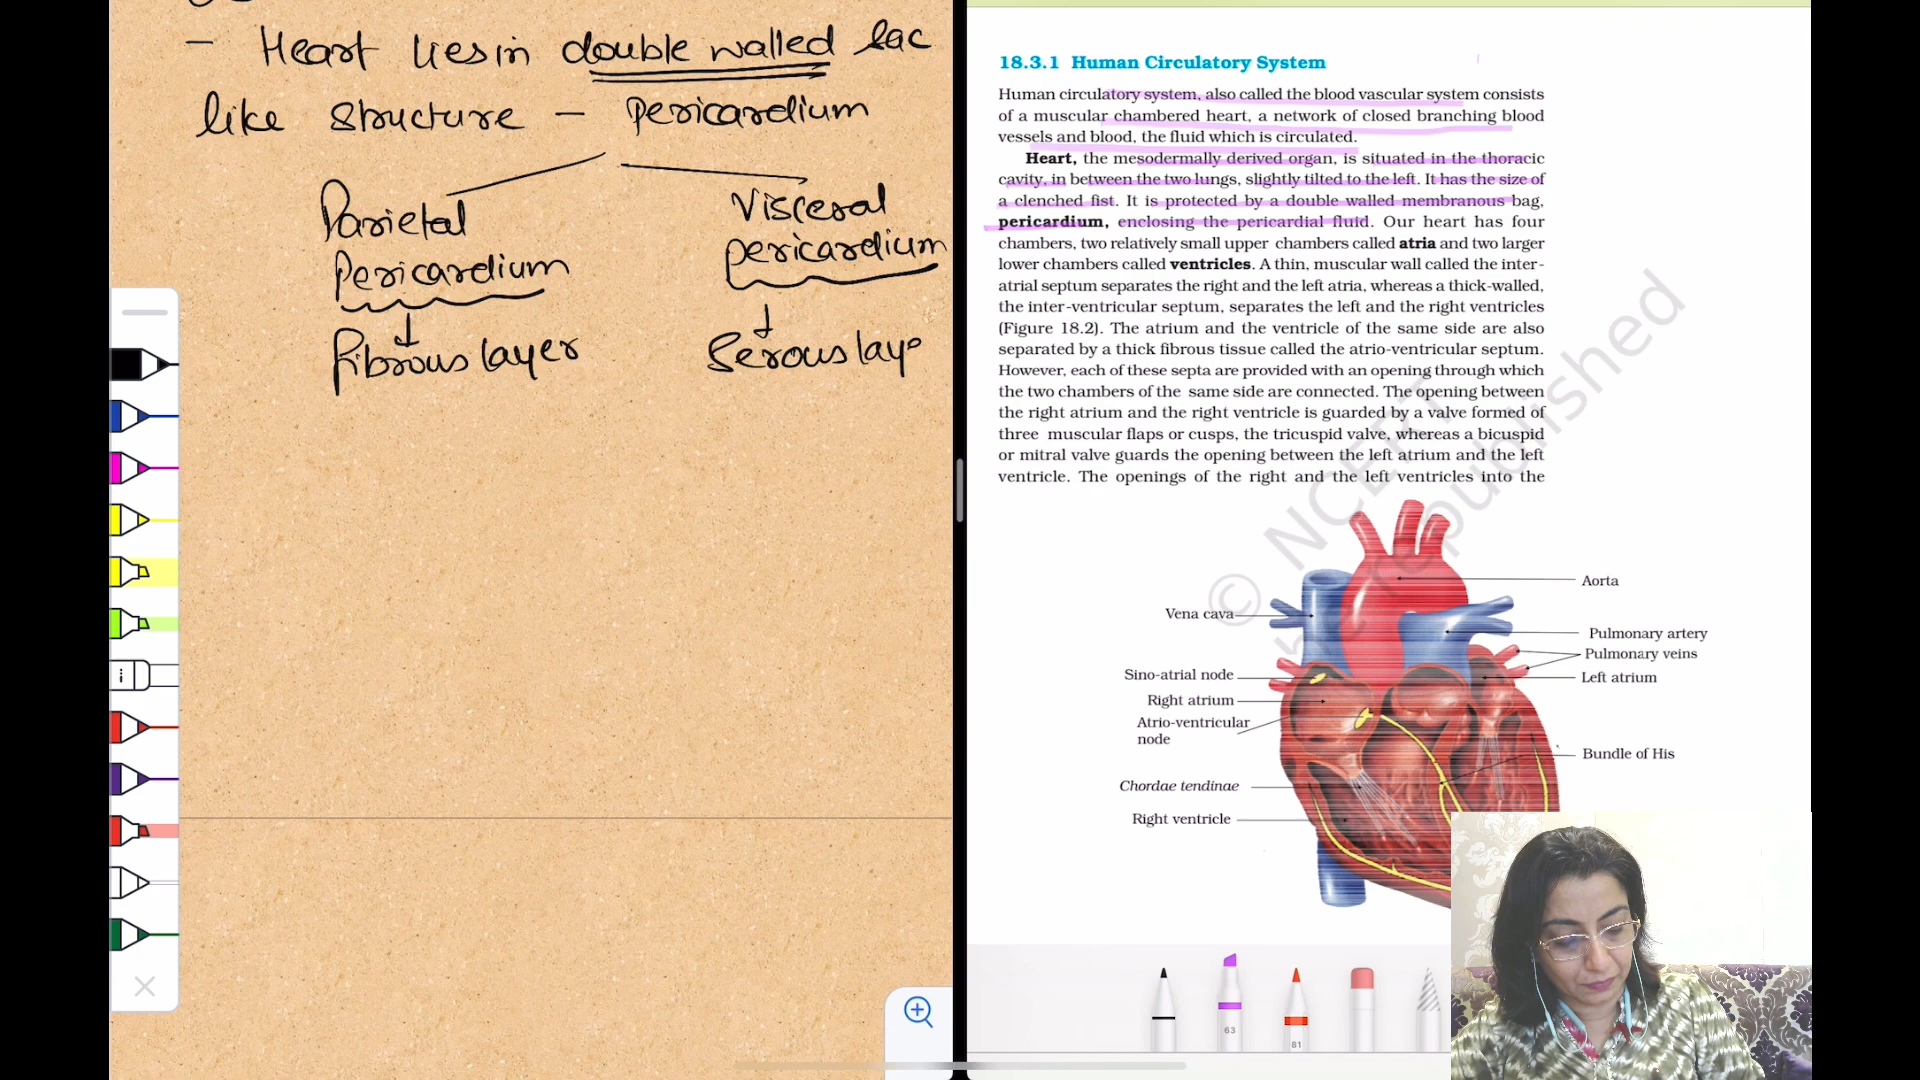 - Heart lies in double walled sac
like structure - pericardium
Parietal
Pericardium
Visceral
pericardium
Fibrous layer
Serous laye
18.3.1 Human Circulatory System
Human circulatory system, also called the blood vascular system consists
of a muscular chambered heart, a network of closed branching blood
vessels and blood, the fluid which is circulated.
Heart, the mesodermally derived organ, is situated in the thoracic
cavity, in between the two lungs, slightly tilted to the left. It has the size of
a clenched fist. It is protected by a double walled membranous bag,
pericardium, enclosing the pericardial fluid. Our heart has four
chambers, two relatively small upper chambers called atria and two larger
lower chambers called ventricles. A thin, muscular wall called the inter-
atrial septum separates the right and the left atria, whereas a thick-walled,
the inter-ventricular septum, separates the left and the right ventricles
(Figure 18.2). The atrium and the ventricle of the same side are also
separated by a thick fibrous tissue called the atrio-ventricular septum.
However, each of these septa are provided with an opening through which
the two chambers of the same side are connected. The opening between
the right atrium and the right ventricle is guarded by a valve formed of
three muscular flaps or cusps, the tricuspid valve, whereas a bicuspid
or mitral valve guards the opening between the left atrium and the left
ventricle. The openings of the right and the left ventricles into the
© NCERT
be republished
Aorta
Vena cava
Pulmonary artery
Pulmonary veins
Sino-atrial node
Left atrium
Right atrium
Atrio-ventricular
node
Bundle of His
Chordae tendinae
Right ventricle
63
81